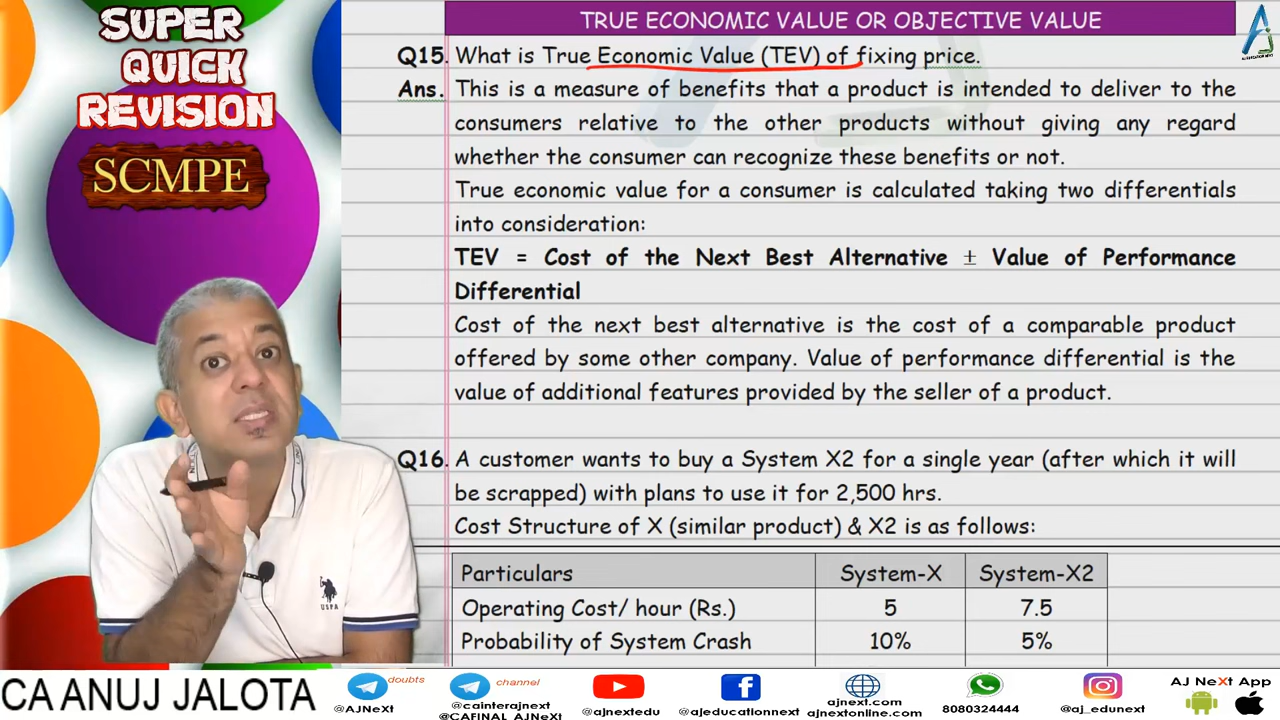 SUPER
QUICK
REVISION
SCMPE
TRUE ECONOMIC VALUE OR OBJECTIVE VALUE
Q15. What is True Economic Value (TEV) of fixing price.
Ans. This is a measure of benefits that a product is intended to deliver to the
consumers relative to the other products without giving any regard
whether the consumer can recognize these benefits or not.
True economic value for a consumer is calculated taking two differentials
into consideration:
TEV = Cost of the Next Best Alternative ± Value of Performance
Differential
Cost of the next best alternative is the cost of a comparable product
offered by some other company. Value of performance differential is the
value of additional features provided by the seller of a product.
Q16. A customer wants to buy a System X2 for a single year (after which it will
be scrapped) with plans to use it for 2,500 hrs.
Cost Structure of X (similar product) & X2 is as follows:
Particulars System-X System-X2
Operating Cost/ hour (Rs.) 5 7.5
Probability of System Crash 10% 5%
USPA
CA ANUJ JALOTA
doubts
@AJNeXt
channel
@cainterajnext
@CAFINAL_AJNeXt
@ajnextedu
@ajeducationnext
ajnext.com
ajnextonline.com
8080324444
@aj_edunext
AJ NeXt App